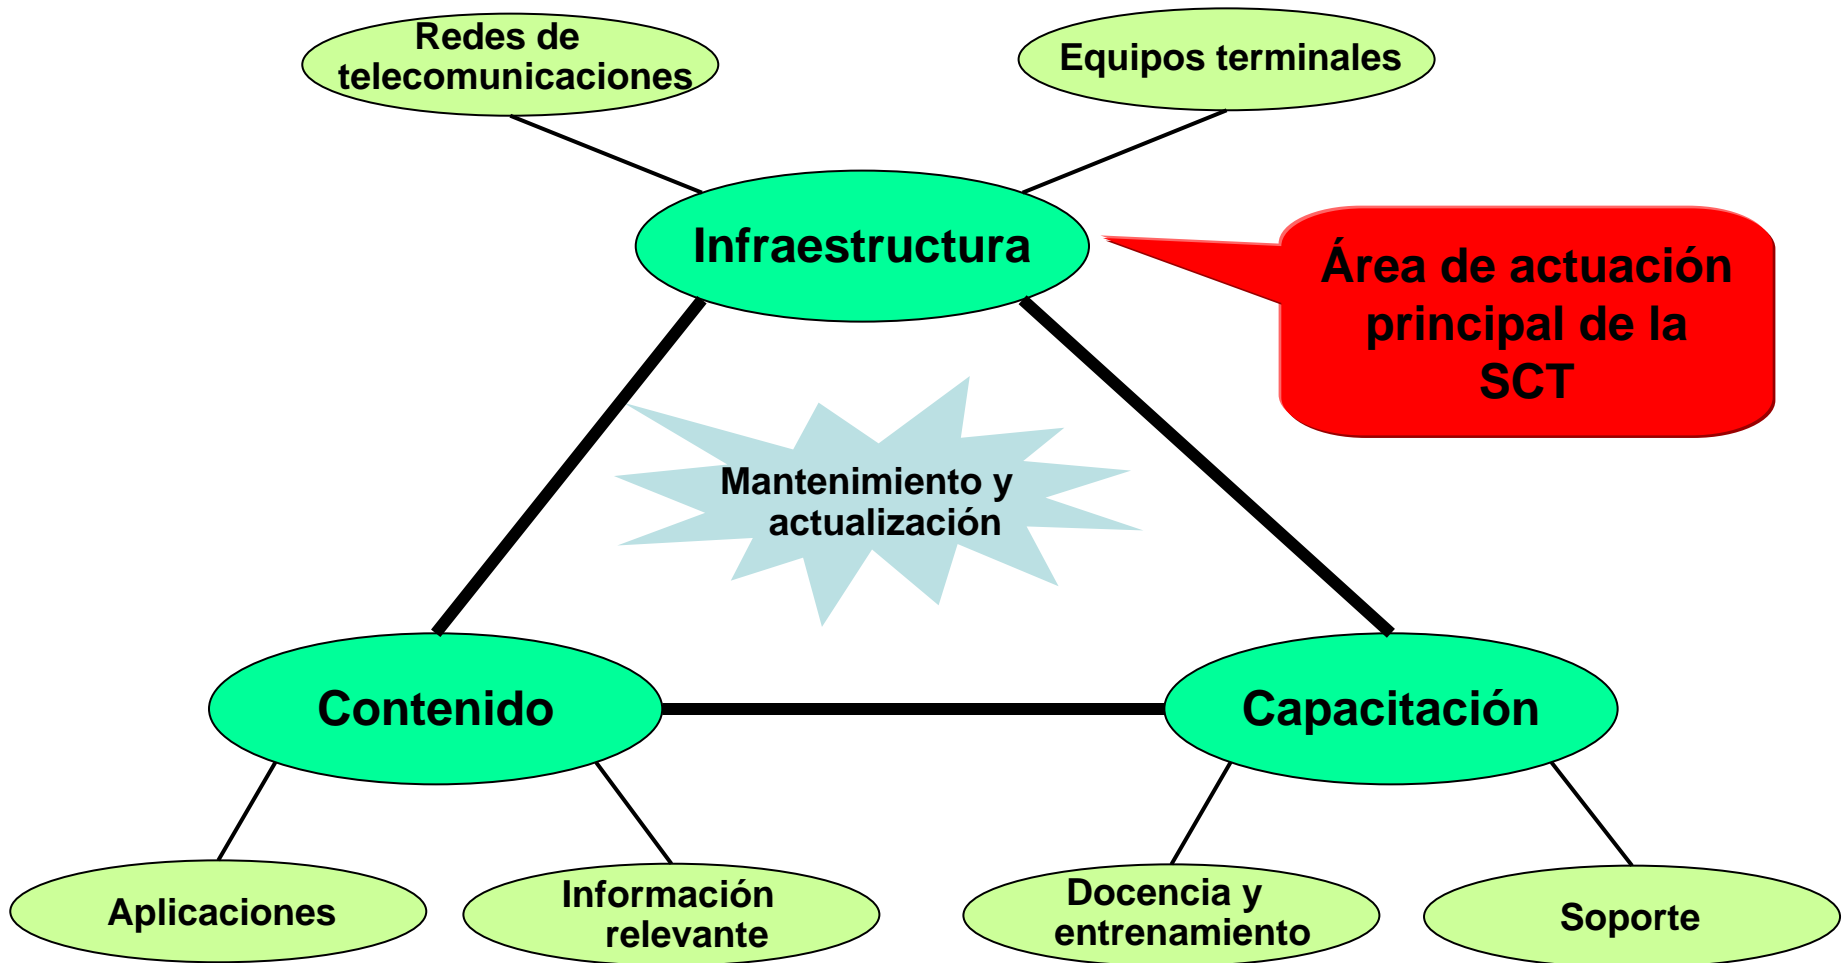 Redes de
telecomunicaciones
Equipos terminales
Infraestructura
Área de actuación
principal de la
SCT
Mantenimiento y
actualización
Contenido
Capacitación
Aplicaciones
Información
relevante
Docencia y
entrenamiento
Soporte